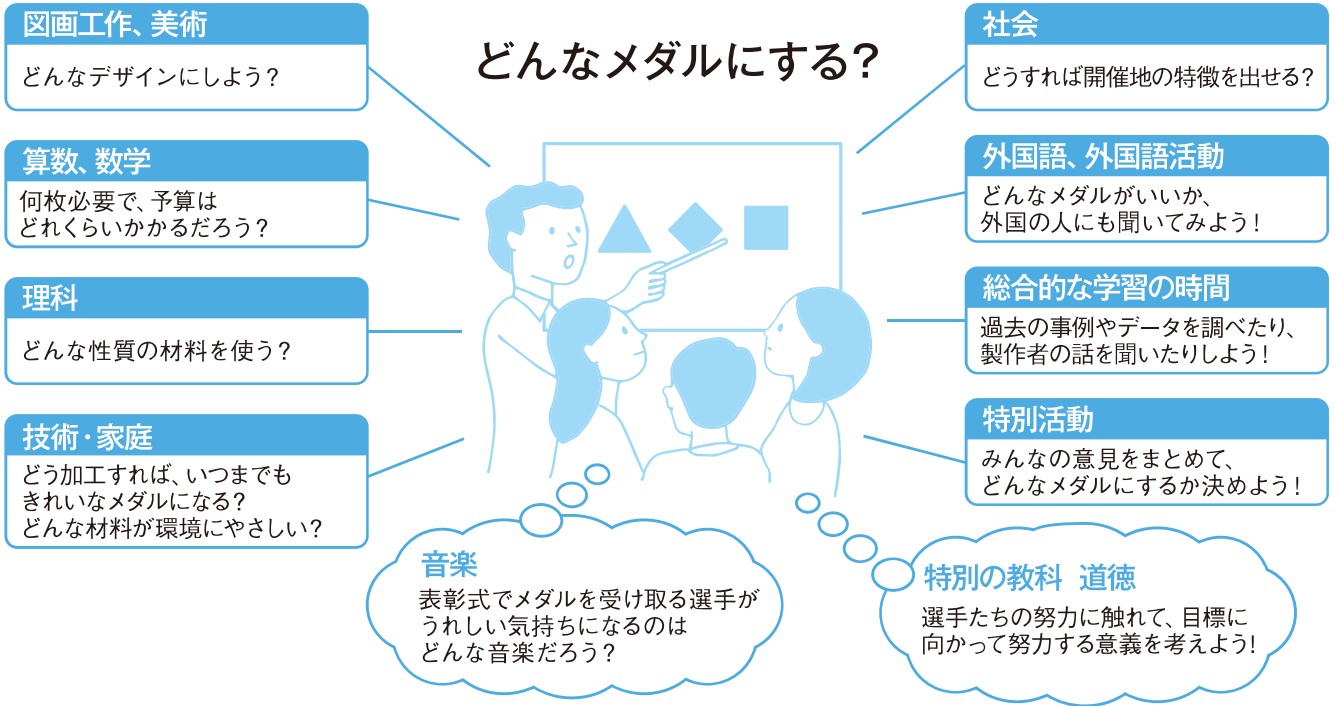 どんなメダルにする?
図画工作、美術
どんなデザインにしよう?
算数、数学
何枚必要で、予算は
どれくらいかかるだろう?
理科
どんな性質の材料を使う?
技術・家庭
どう加工すれば、いつまでも
きれいなメダルになる?
どんな材料が環境にやさしい?
社会
どうすれば開催地の特徴を出せる?
外国語、外国語活動
どんなメダルがいいか、
外国の人にも聞いてみよう!
総合的な学習の時間
過去の事例やデータを調べたり、
製作者の話を聞いたりしよう!
特別活動
みんなの意見をまとめて、
どんなメダルにするか決めよう!
音楽
表彰式でメダルを受け取る選手が
うれしい気持ちになるのは
どんな音楽だろう?
特別の教科 道徳
選手たちの努力に触れて、目標に
向かって努力する意義を考えよう!